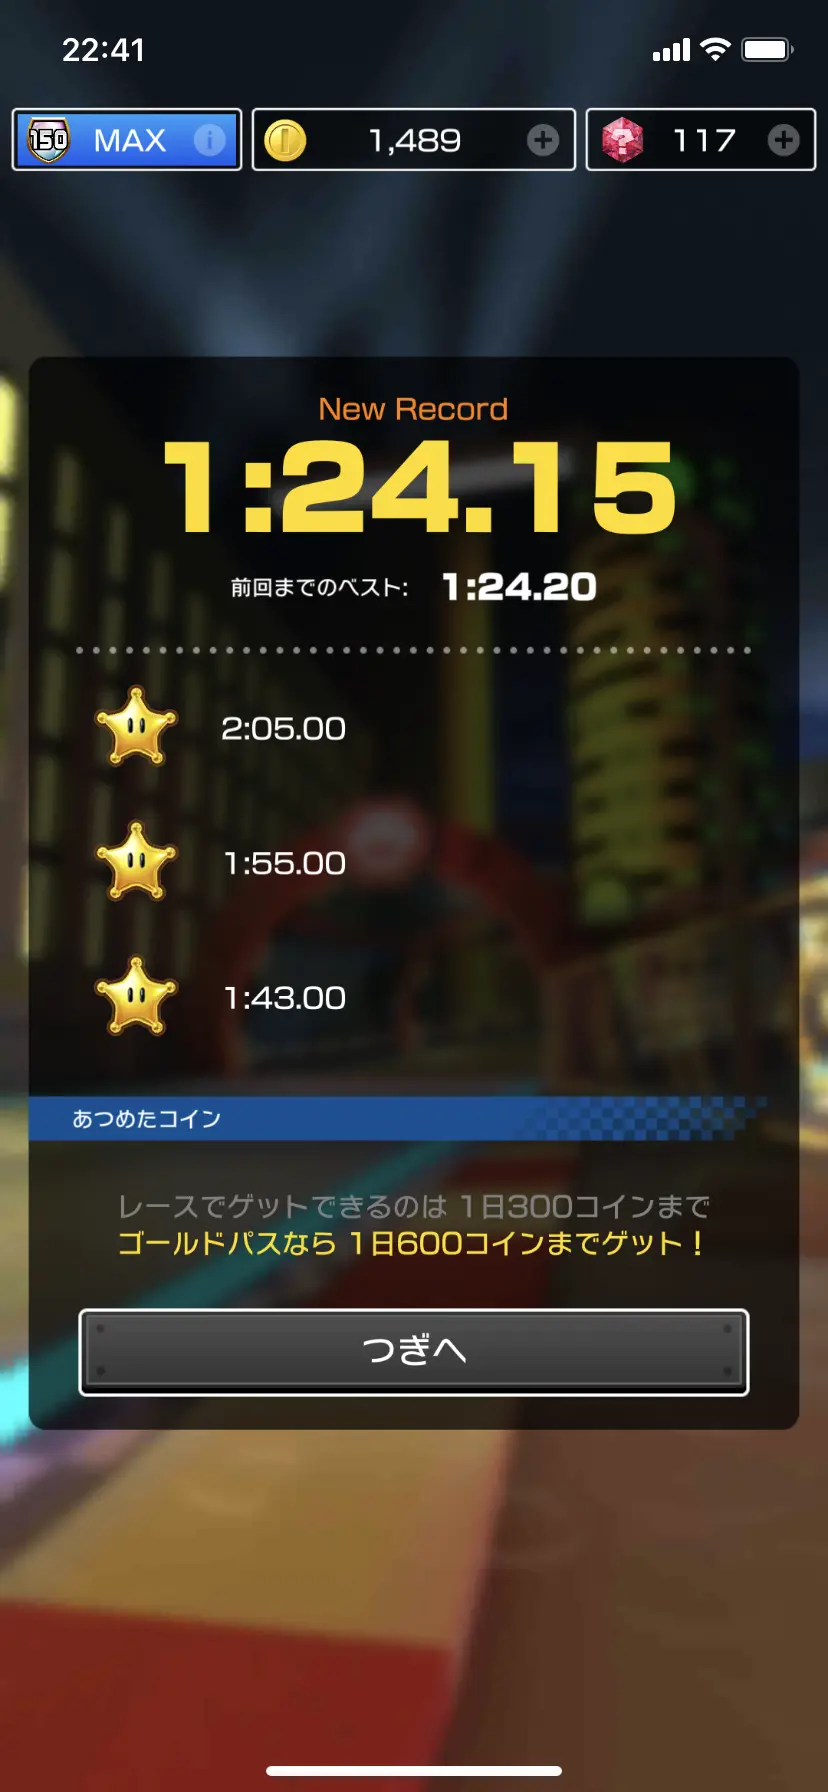 22:41
150 MAX i 1,489 + ? 117 +
New Record
1:24.15
前回までのベスト: 1:24.20
2:05.00
1:55.00
1:43.00
あつめたコイン
レースでゲットできるのは 1日300コインまで
ゴールドパスなら 1日600コインまでゲット！
つぎへ